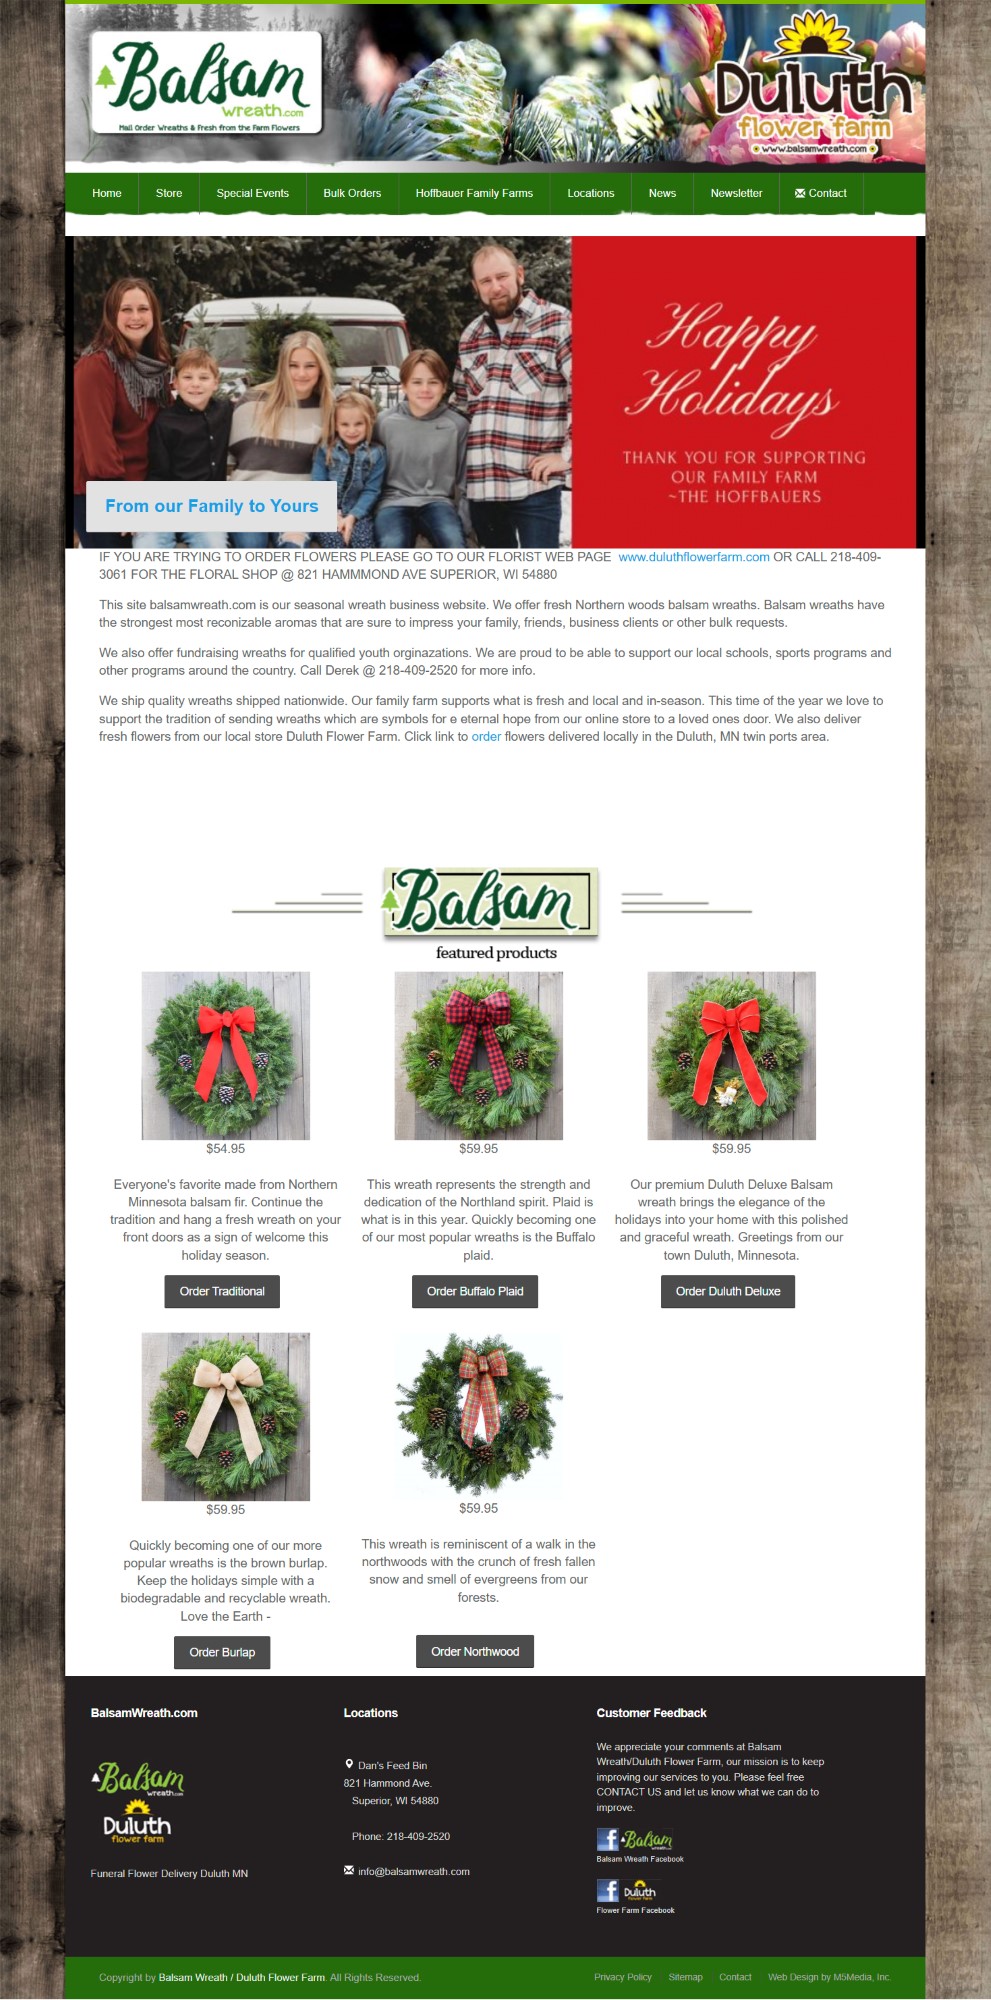 Balsam
wreath.com
Mail Order Wreaths & Fresh from the Farm Flowers
Duluth
flower farm
www.balsamwreath.com
Home Store Special Events Bulk Orders Hoffbauer Family Farms Locations News Newsletter Contact
Happy
Holidays
THANK YOU FOR SUPPORTING
OUR FAMILY FARM
~THE HOFFBAUERS
From our Family to Yours
IF YOU ARE TRYING TO ORDER FLOWERS PLEASE GO TO OUR FLORIST WEB PAGE www.duluthflowerfarm.com OR CALL 218-409-
3061 FOR THE FLORAL SHOP @ 821 HAMMMOND AVE SUPERIOR, WI 54880
This site balsamwreath.com is our seasonal wreath business website. We offer fresh Northern woods balsam wreaths. Balsam wreaths have
the strongest most reconizable aromas that are sure to impress your family, friends, business clients or other bulk requests.
We also offer fundraising wreaths for qualified youth orginazations. We are proud to be able to support our local schools, sports programs and
other programs around the country. Call Derek @ 218-409-2520 for more info.
We ship quality wreaths shipped nationwide. Our family farm supports what is fresh and local and in-season. This time of the year we love to
support the tradition of sending wreaths which are symbols for e eternal hope from our online store to a loved ones door. We also deliver
fresh flowers from our local store Duluth Flower Farm. Click link to order flowers delivered locally in the Duluth, MN twin ports area.
Balsam
featured products
$54.95
Everyone's favorite made from Northern
Minnesota balsam fir. Continue the
tradition and hang a fresh wreath on your
front doors as a sign of welcome this
holiday season.
Order Traditional
$59.95
This wreath represents the strength and
dedication of the Northland spirit. Plaid is
what is in this year. Quickly becoming one
of our most popular wreaths is the Buffalo
plaid.
Order Buffalo Plaid
$59.95
Our premium Duluth Deluxe Balsam
wreath brings the elegance of the
holidays into your home with this polished
and graceful wreath. Greetings from our
town Duluth, Minnesota.
Order Duluth Deluxe
$59.95
Quickly becoming one of our more
popular wreaths is the brown burlap.
Keep the holidays simple with a
biodegradable and recyclable wreath.
Love the Earth -
Order Burlap
$59.95
This wreath is reminiscent of a walk in the
northwoods with the crunch of fresh fallen
snow and smell of evergreens from our
forests.
Order Northwood
BalsamWreath.com
Balsam
wreath.com
Duluth
flower farm
Funeral Flower Delivery Duluth MN
Locations
Dan's Feed Bin
821 Hammond Ave.
Superior, WI 54880
Phone: 218-409-2520
info@balsamwreath.com
Customer Feedback
We appreciate your comments at Balsam
Wreath/Duluth Flower Farm, our mission is to keep
improving our services to you. Please feel free
CONTACT US and let us know what we can do to
improve.
f Balsam
Balsam Wreath Facebook
f Duluth
flower farm
Flower Farm Facebook
Copyright by Balsam Wreath / Duluth Flower Farm. All Rights Reserved.
Privacy Policy Sitemap Contact Web Design by M5Media, Inc.